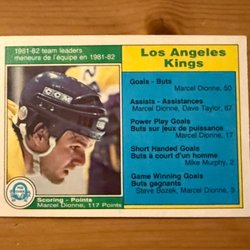 1981-82 team leaders
meneurs de l'équipe en 1981-82
Los Angeles
Kings
Goals - Buts
Marcel Dionne, 50
Assists - Assistances
Marcel Dionne, Dave Taylor, 67
Power Play Goals
Buts sur jeux de puissance
Marcel Dionne, 17
Short Handed Goals
Buts à court d'un homme
Mike Murphy, 2
Game Winning Goals
Buts gagnants
Steve Bozek, Marcel Dionne, 9
CCM
Scoring - Points
Marcel Dionne, 117 Points